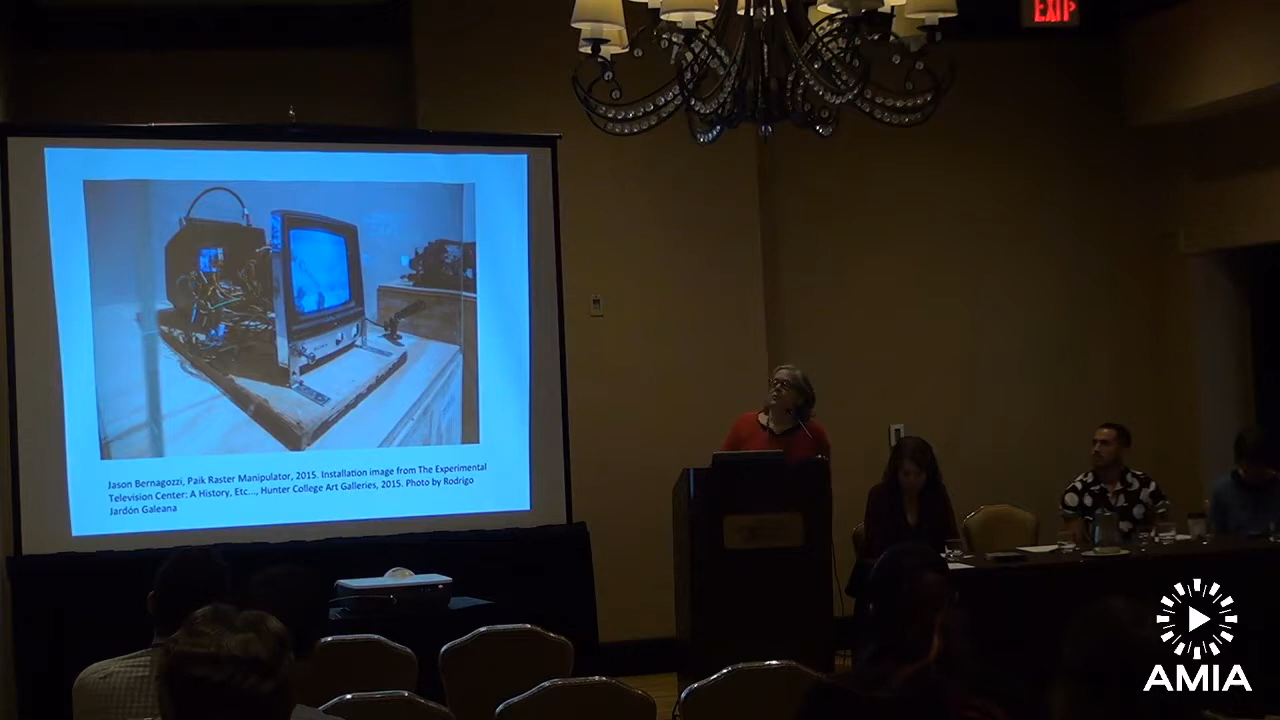 EXIT
Jason Bernagozzi, Paik Raster Manipulator, 2015. Installation image from The Experimental
Television Center: A History, Etc..., Hunter College Art Galleries, 2015. Photo by Rodrigo
Jardón Galeana
AMIA